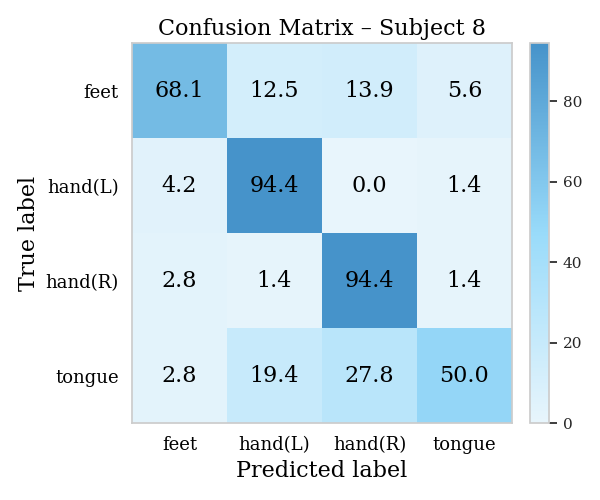 Confusion Matrix – Subject 8
feet 68.1 12.5 13.9 5.6
hand(L) 4.2 94.4 0.0 1.4
hand(R) 2.8 1.4 94.4 1.4
tongue 2.8 19.4 27.8 50.0
feet hand(L) hand(R) tongue
Predicted label
True label
80
60
40
20
0